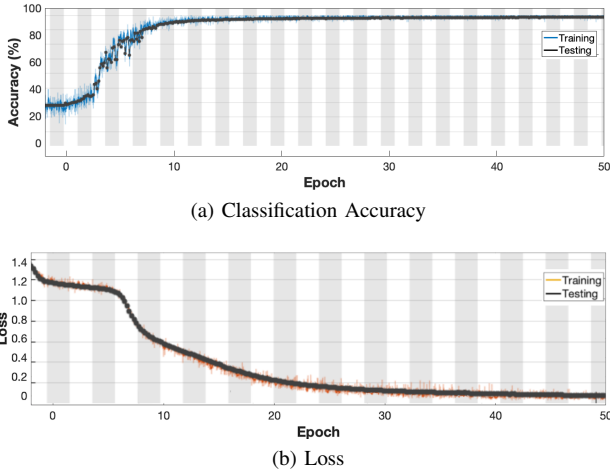 100
80
60
40
20
0
Accuracy (%)
Training
Testing
0 10 20 30 40 50
Epoch
(a) Classification Accuracy
1.4
1.2
1.0
0.8
0.6
0.4
0.2
0
Loss
Training
Testing
0 10 20 30 40 50
Epoch
(b) Loss